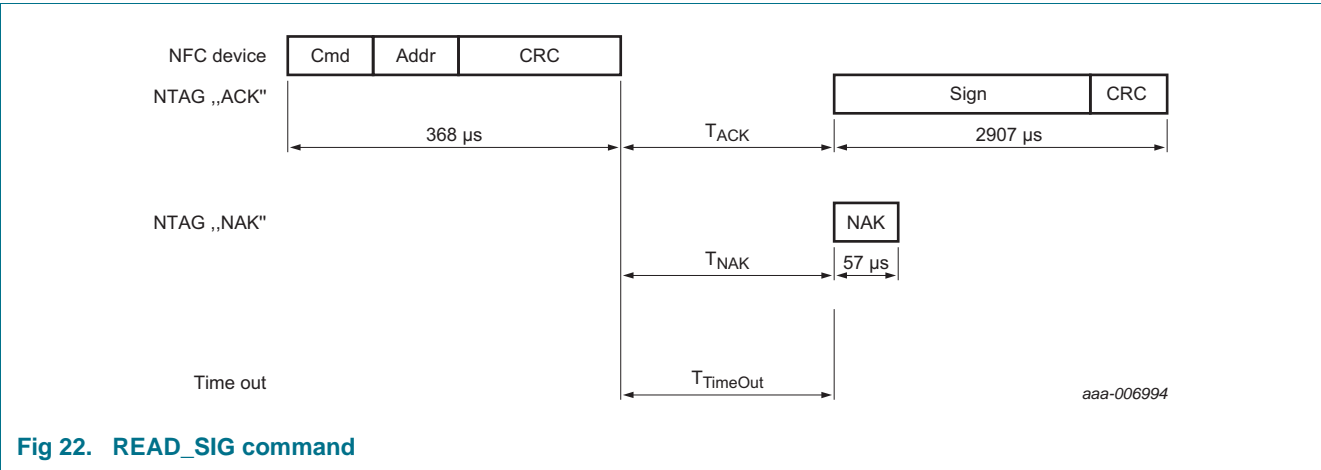 NFC device Cmd Addr CRC
NTAG ,,ACK" Sign CRC
368 µs TACK 2907 µs
NTAG ,,NAK" NAK
TNAK 57 µs
Time out TTimeOut aaa-006994
Fig 22. READ_SIG command